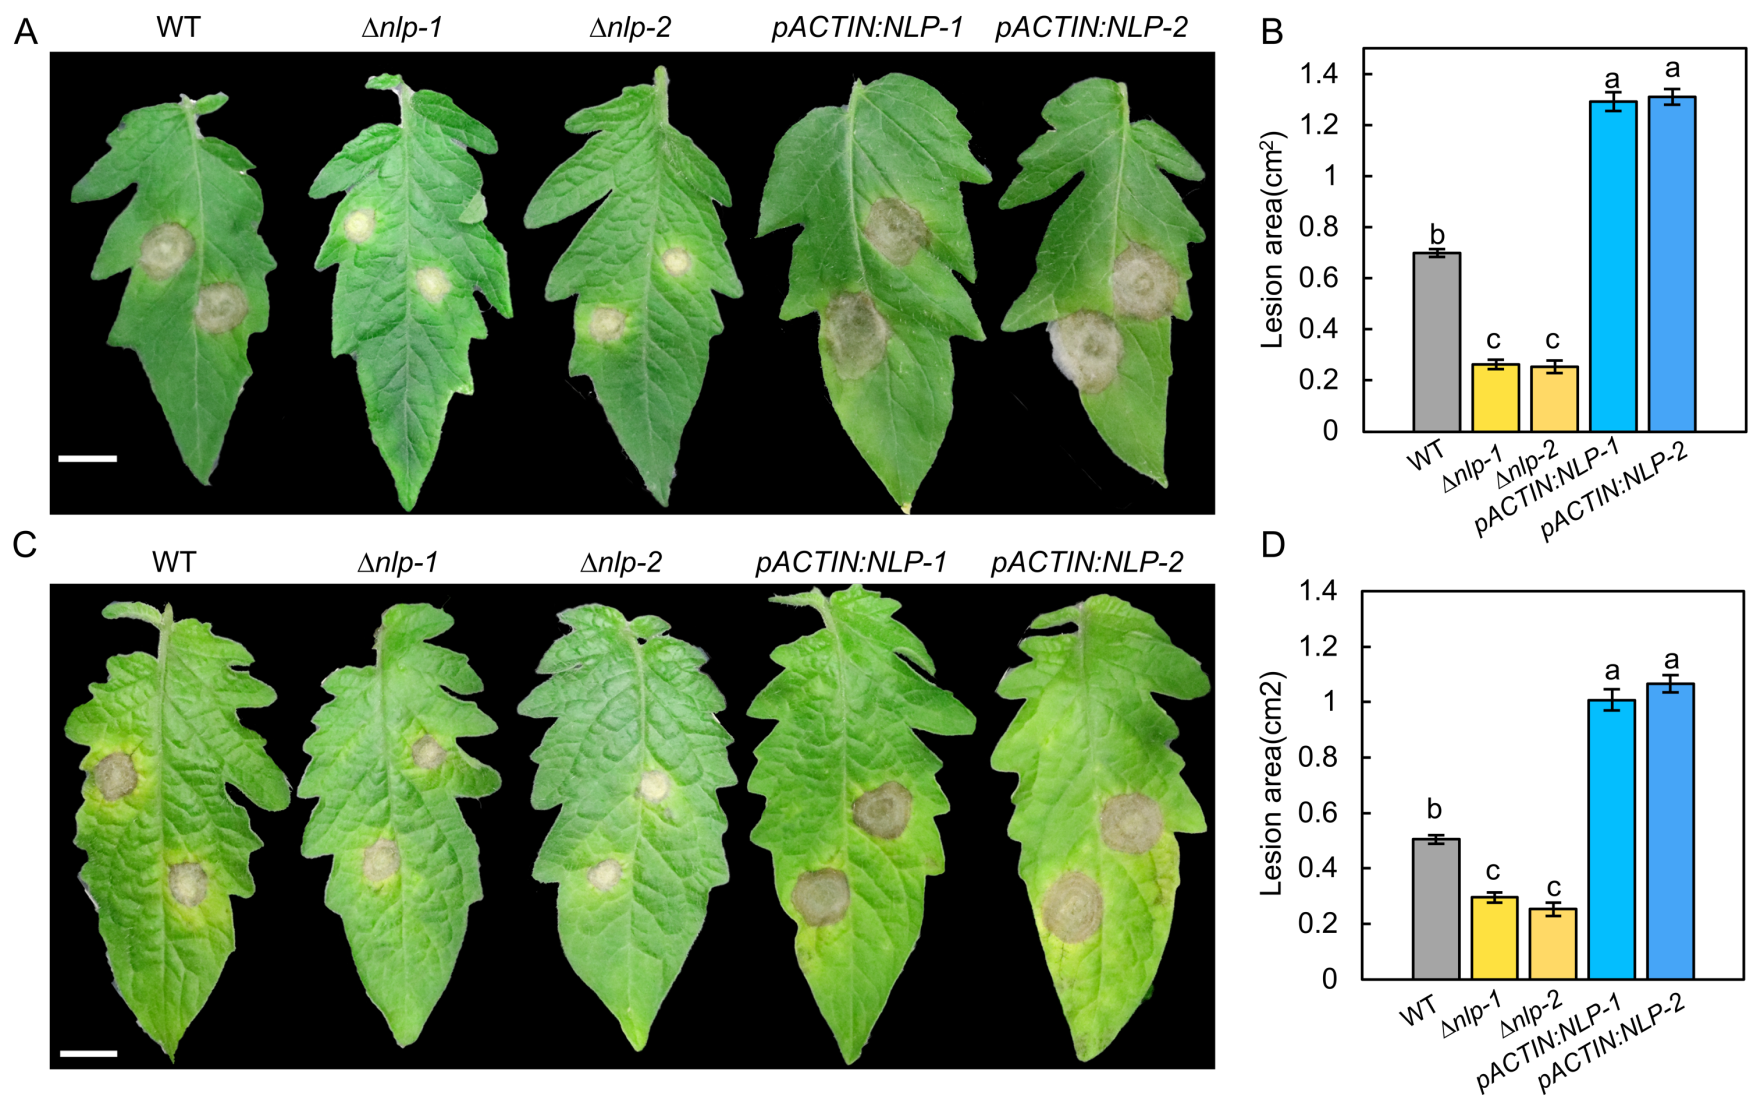 A
WT
Δnlp-1
Δnlp-2
pACTIN:NLP-1
pACTIN:NLP-2
B
Lesion area(cm²)
1.4
1.2
1
0.8
0.6
0.4
0.2
0
b
c
c
a
a
WT
Δnlp-1
Δnlp-2
pACTIN:NLP-1
pACTIN:NLP-2
C
WT
Δnlp-1
Δnlp-2
pACTIN:NLP-1
pACTIN:NLP-2
D
Lesion area(cm2)
1.4
1.2
1
0.8
0.6
0.4
0.2
0
b
c
c
a
a
WT
Δnlp-1
Δnlp-2
pACTIN:NLP-1
pACTIN:NLP-2